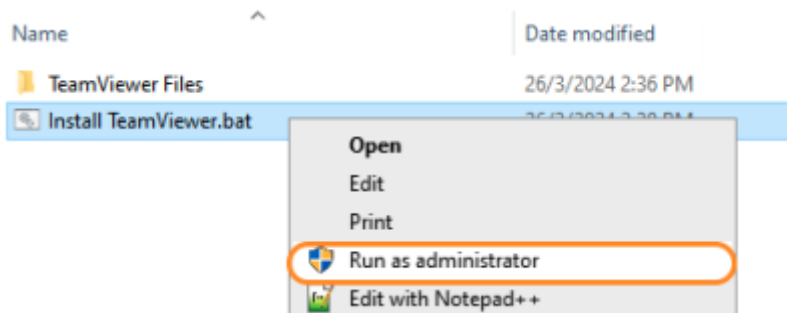 Name Date modified
TeamViewer Files 26/3/2024 2:36 PM
Install TeamViewer.bat
Open
Edit
Print
Run as administrator
Edit with Notepad++